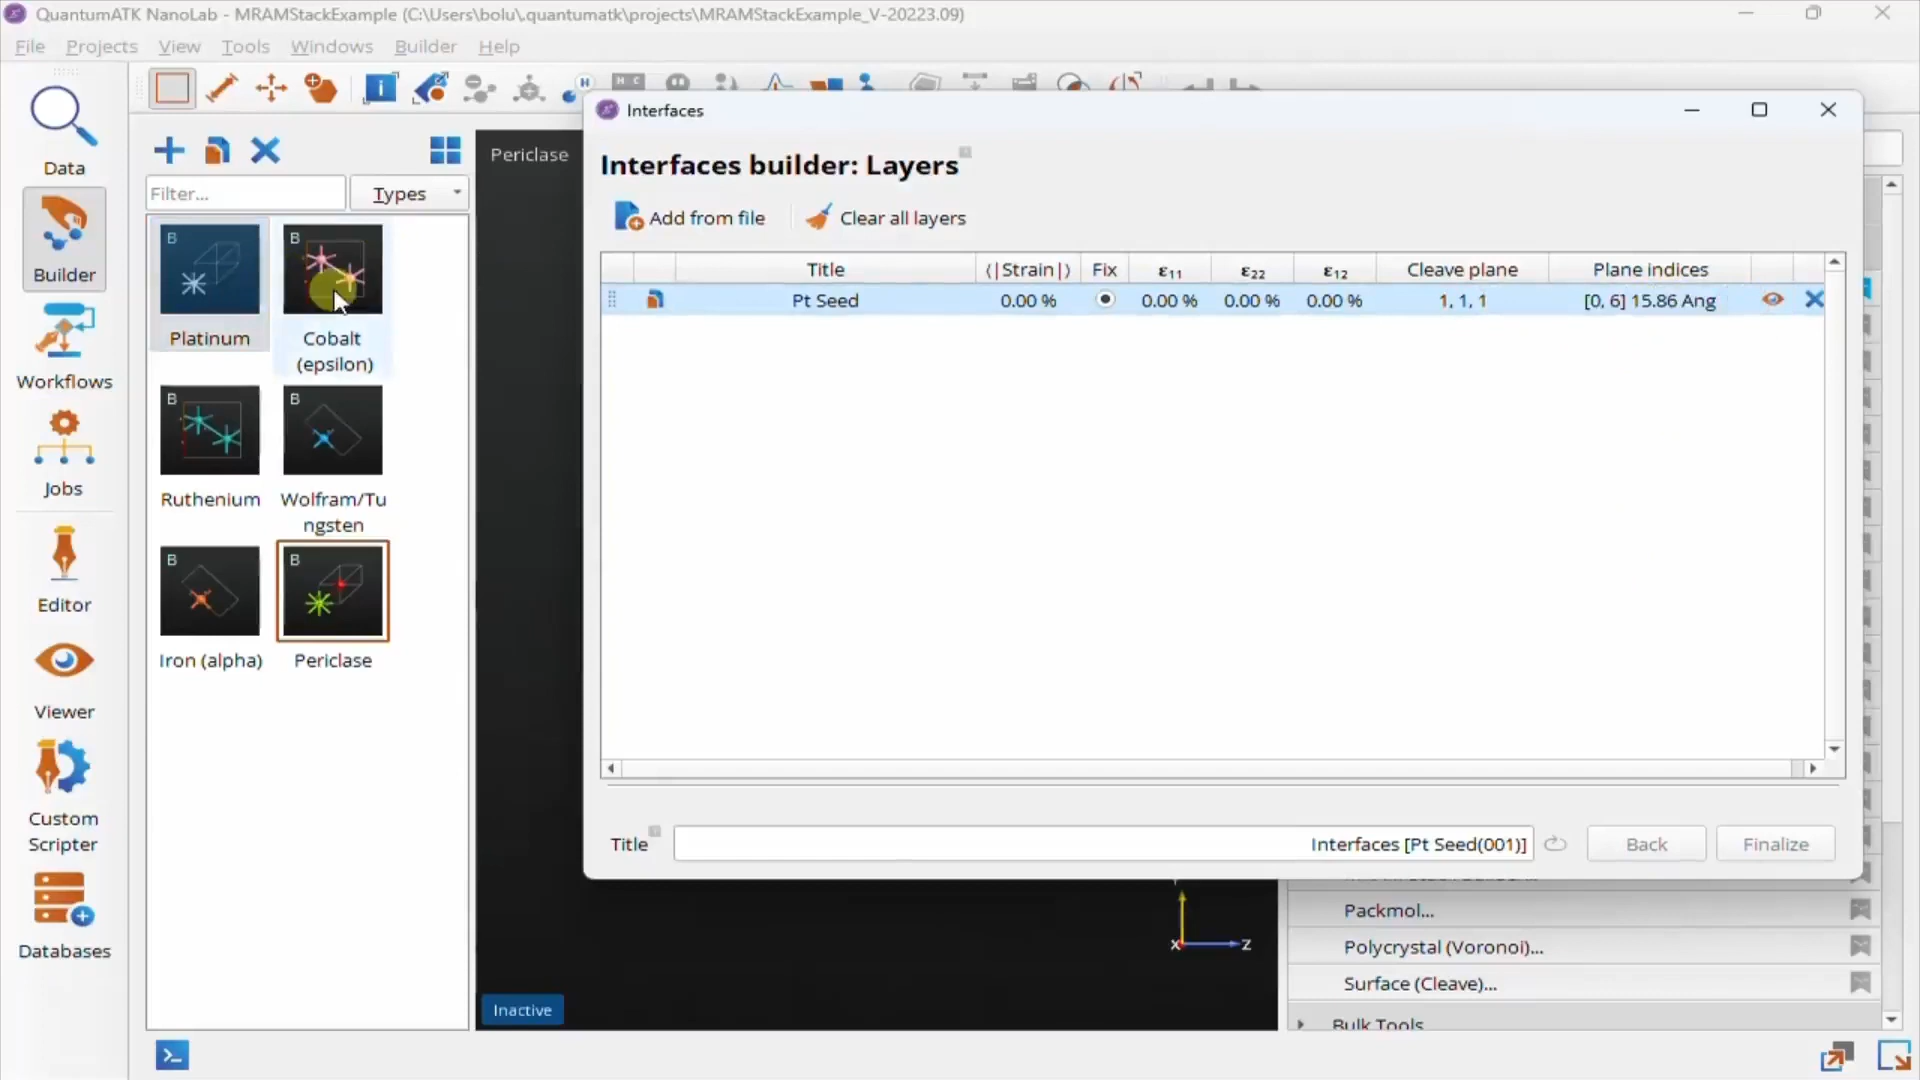 QuantumATK NanoLab - MRAMStackExample (C:\Users\bolu\.quantumatk\projects\MRAMStackExample_V-20223.09)
File Projects View Tools Windows Builder Help
Interfaces
Data
Builder
Workflows
Jobs
Editor
Viewer
Custom
Scripter
Databases
Filter...
Types
B
Platinum
B
Cobalt
(epsilon)
B
Ruthenium
B
Wolfram/Tu
ngsten
B
Iron (alpha)
B
Periclase
Periclase
Interfaces builder: Layers
Add from file
Clear all layers
Title ⟨|Strain|⟩ Fix ε₁₁ ε₂₂ ε₁₂ Cleave plane Plane indices
Pt Seed 0.00 % 0.00 % 0.00 % 0.00 % 1, 1, 1 [0, 6] 15.86 Ang
Title
Interfaces [Pt Seed(001)]
Back
Finalize
X
Z
Inactive
Packmol...
Polycrystal (Voronoi)...
Surface (Cleave)...
Bulk Tools